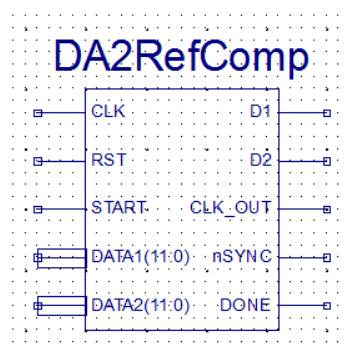 DA2RefComp
CLK D1
RST D2
START CLK_OUT
DATA1(11:0) nSYNC
DATA2(11:0) DONE